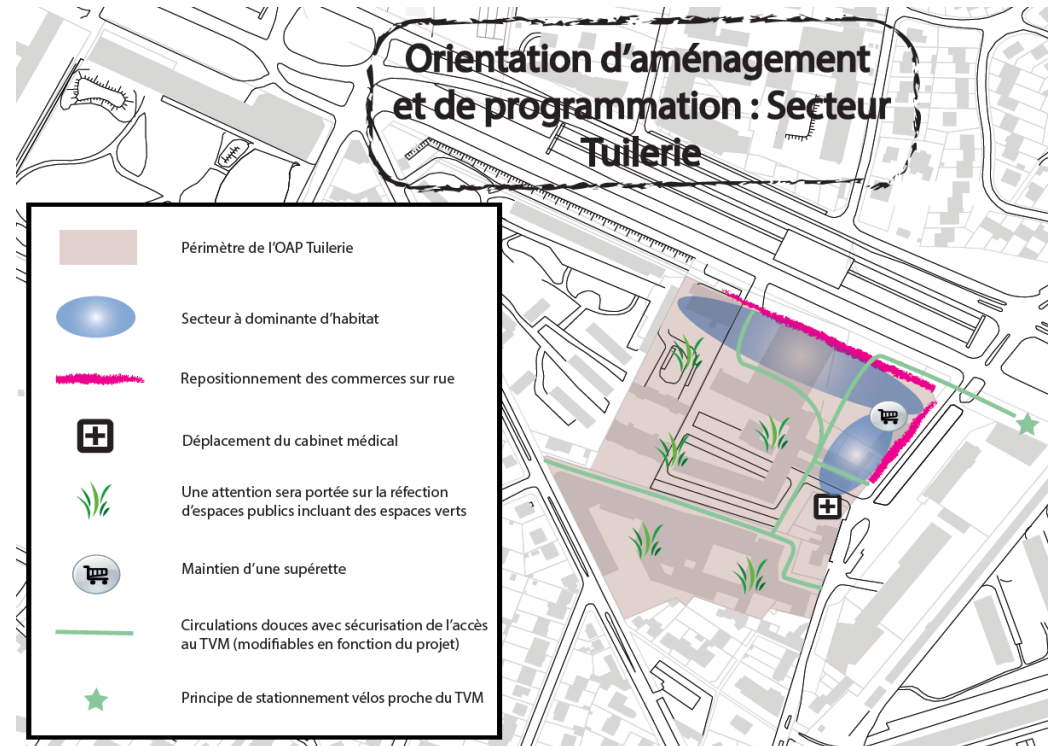 Orientation d’aménagement
et de programmation : Secteur
Tuilerie
Périmètre de l’OAP Tuilerie
Secteur à dominante d’habitat
Repositionnement des commerces sur rue
Déplacement du cabinet médical
Une attention sera portée sur la réfection
d’espaces publics incluant des espaces verts
Maintien d’une supérette
Circulations douces avec sécurisation de l’accès
au TVM (modifiables en fonction du projet)
Principe de stationnement vélos proche du TVM